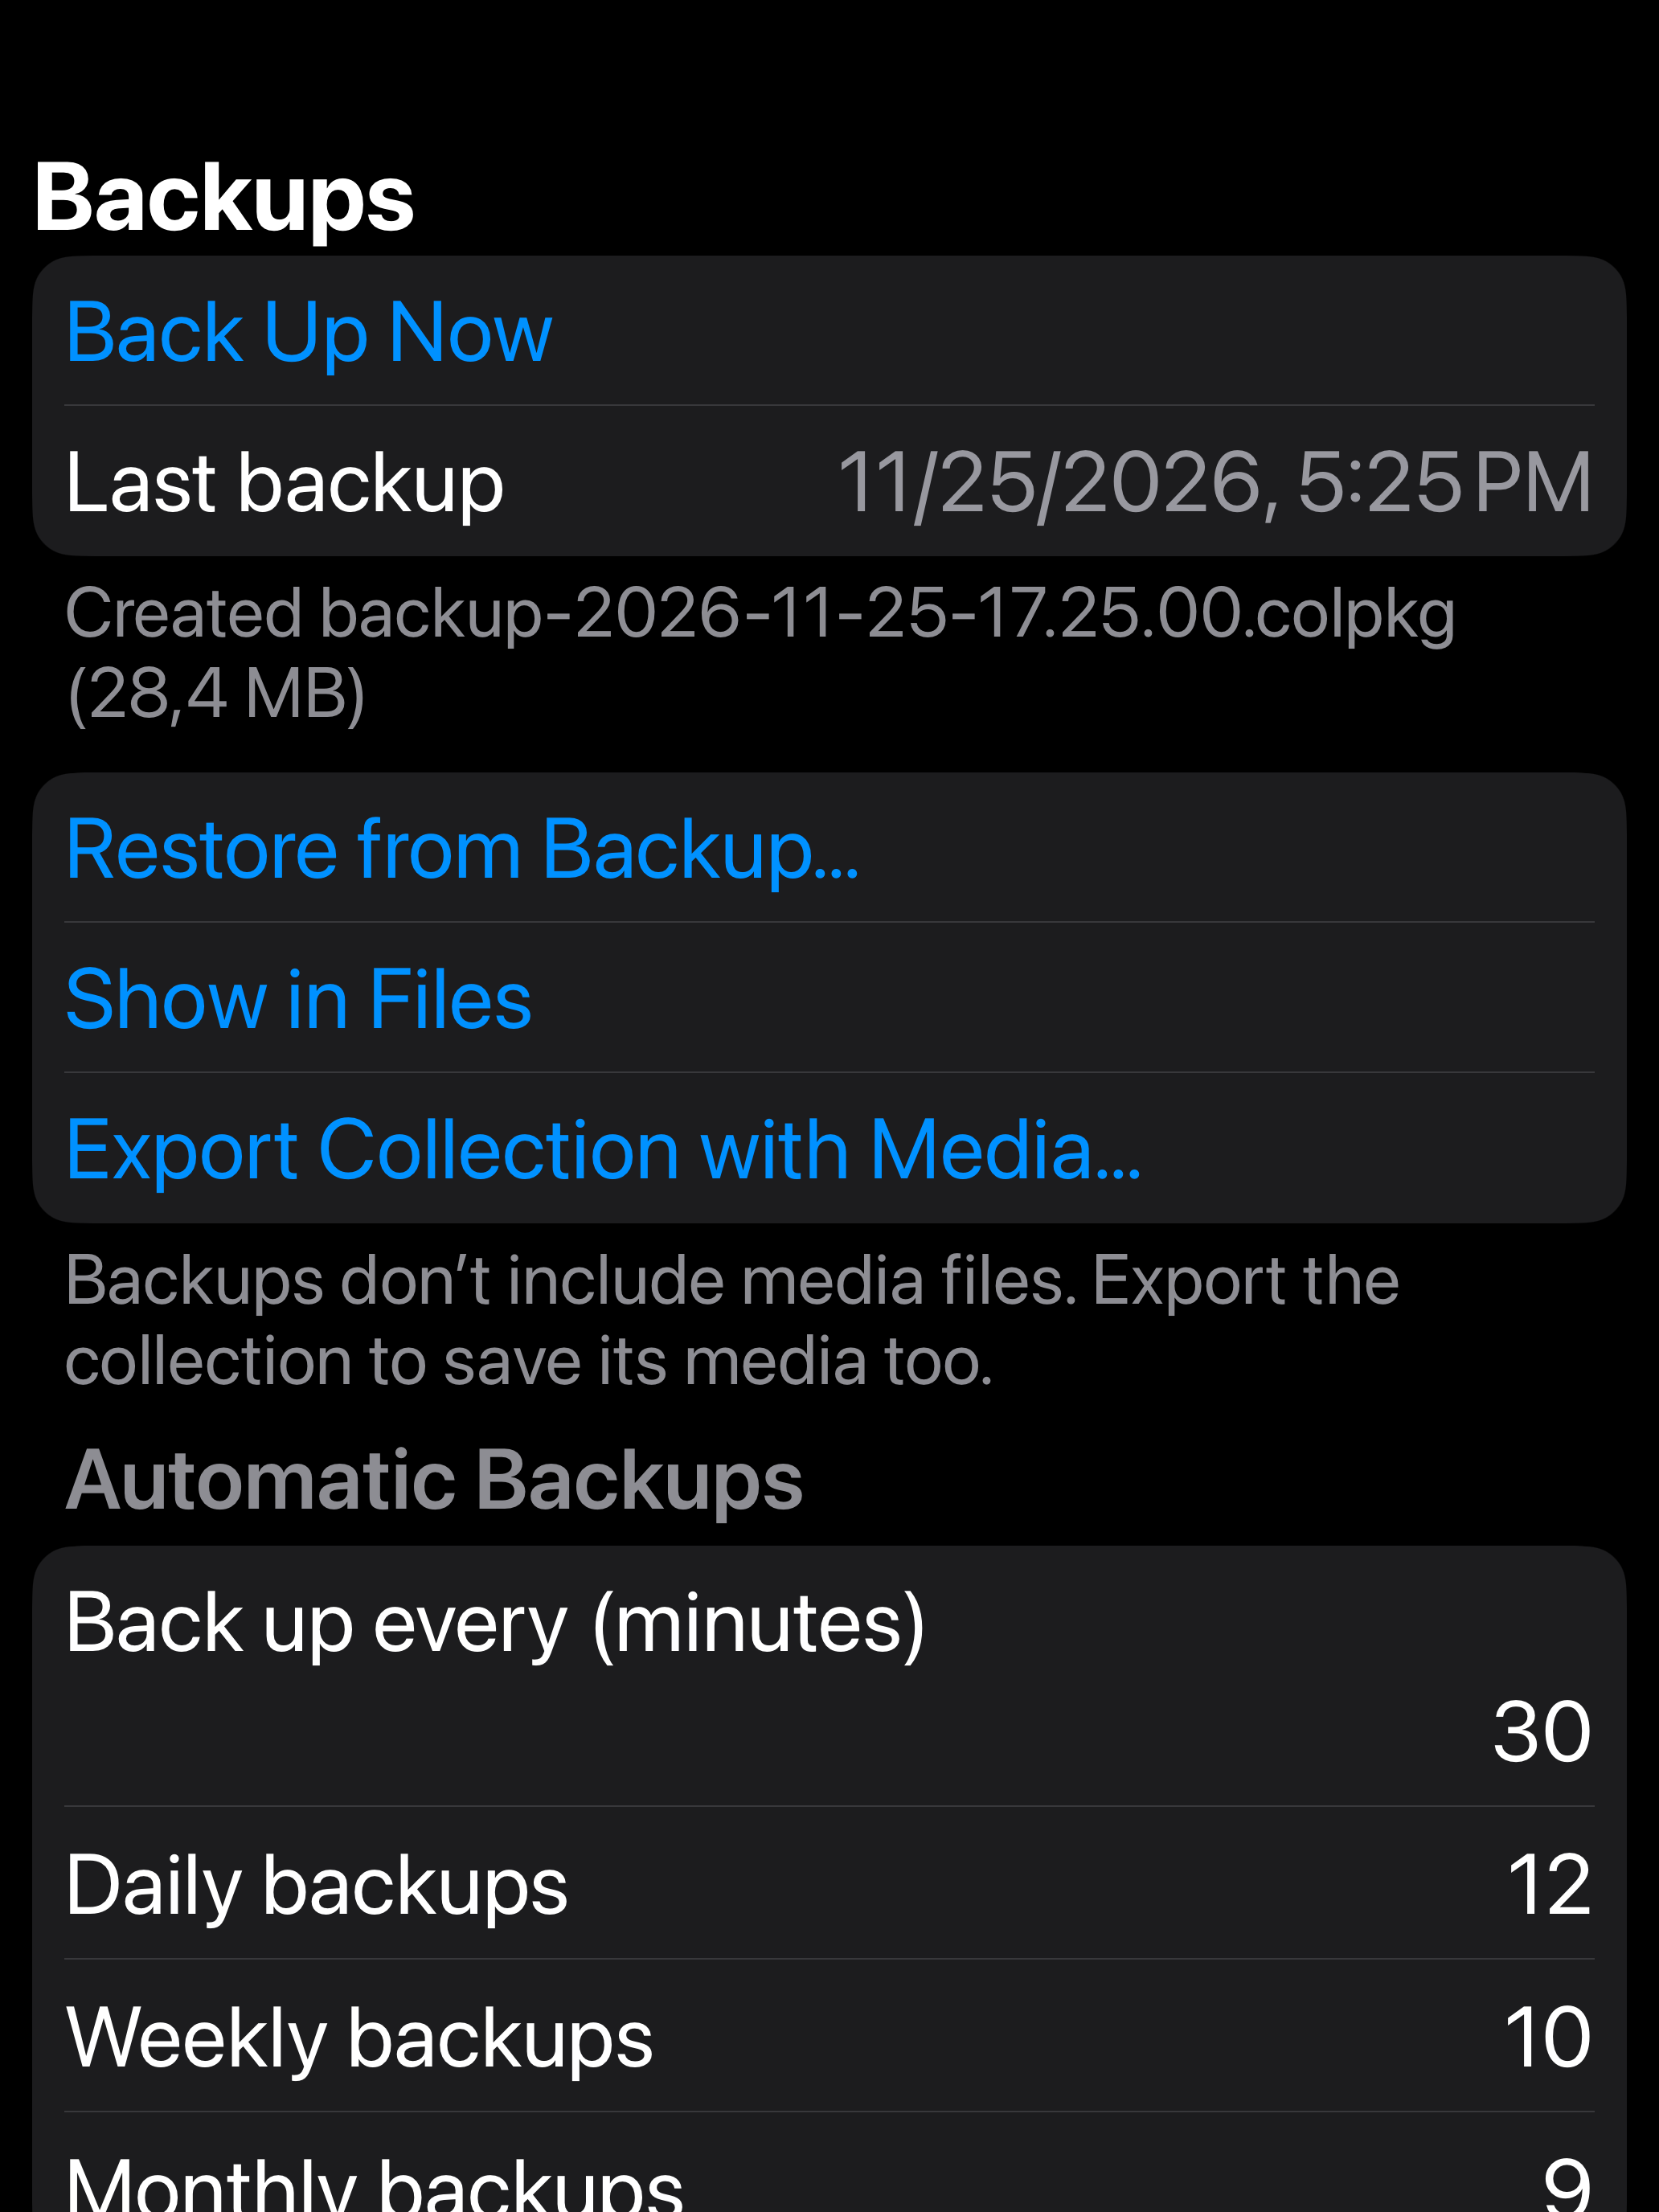 Backups
Back Up Now
Last backup 11/25/2026, 5:25 PM
Created backup-2026-11-25-17.25.00.colpkg
(28,4 MB)
Restore from Backup...
Show in Files
Export Collection with Media...
Backups don’t include media files. Export the
collection to save its media too.
Automatic Backups
Back up every (minutes)
30
Daily backups 12
Weekly backups 10
Monthly backups 9